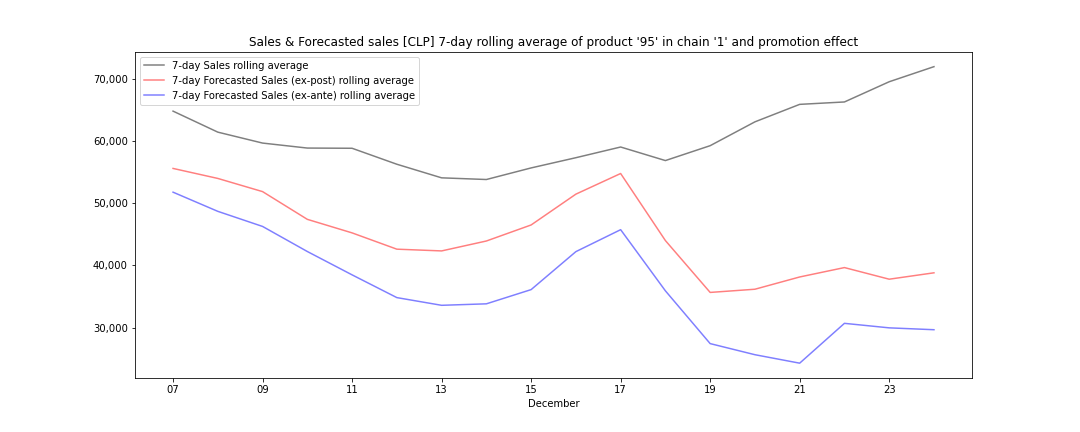 Sales & Forecasted sales [CLP] 7-day rolling average of product '95' in chain '1' and promotion effect
7-day Sales rolling average
7-day Forecasted Sales (ex-post) rolling average
7-day Forecasted Sales (ex-ante) rolling average
70,000
60,000
50,000
40,000
30,000
07 09 11 13 15 17 19 21 23
December